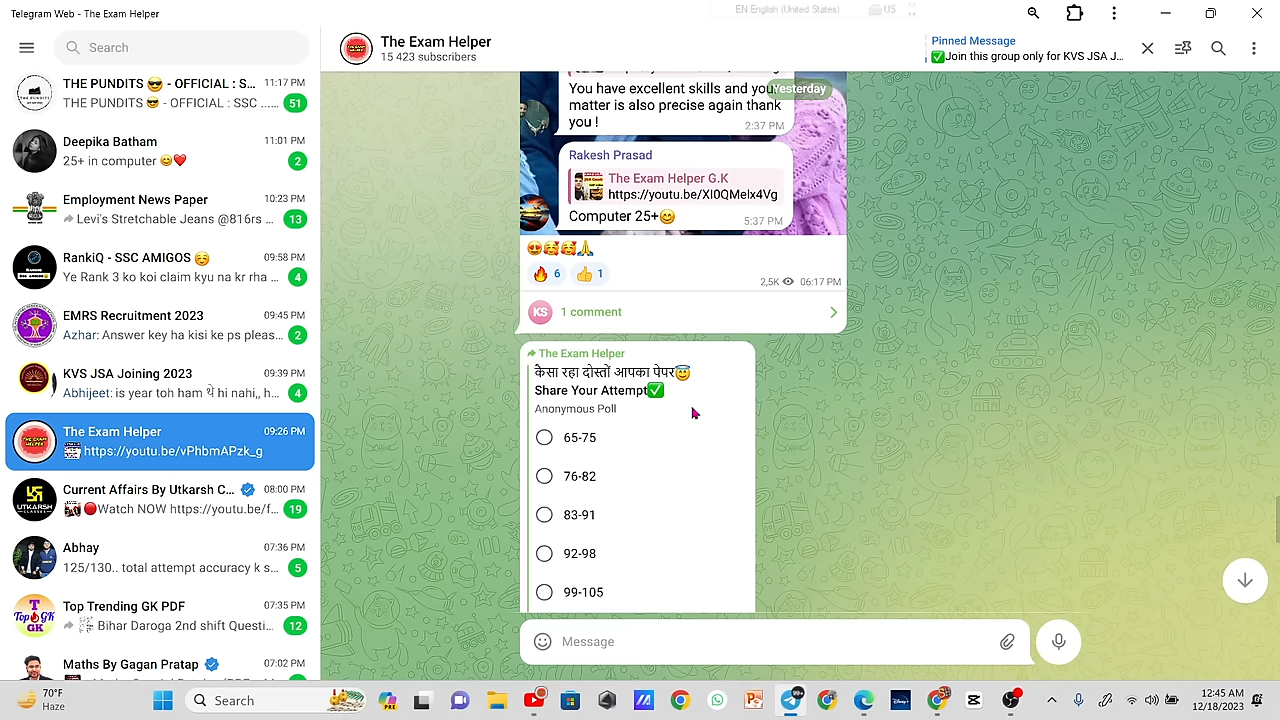 Telegram Web - The Exam Helper
EN English (United States)
US
Search
THE PUNDITS 😎 - OFFICIAL : S... 11:17 PM
THE PUNDITS 😎 - OFFICIAL : SSC ...... 51
Deepika Batham 11:01 PM
25+ in computer 😊❤️ 2
Employment News Paper 10:23 PM
Levi's Stretchable Jeans @816rs... 13
RankiQ - SSC AMIGOS 😚 09:58 PM
Ye Rank 3 ko koi claim kyu na kr rha ... 4
EMRS Recruitment 2023 09:45 PM
Azhar: Answer key ha kisi ke ps pleas... 2
KVS JSA Joining 2023 09:39 PM
Abhijeet: is year toh ham पे hi nahi,, h... 4
The Exam Helper 09:26 PM
https://youtu.be/vPhbmAPzk_g
Current Affairs By Utkarsh C... 08:00 PM
🔴Watch NOW https://youtu.be/f... 19
Abhay 07:36 PM
125/130.. total attempt accuracy k s... 5
Top Trending GK PDF 07:35 PM
Bihar Daroga 2nd shift Questi... 12
Maths By Gagan Pratap 07:02 PM
The Exam Helper
15 423 subscribers
Pinned Message
✅Join this group only for KVS JSA J...
Yesterday
You have excellent skills and your
matter is also precise again thank
you !
2:37 PM
Rakesh Prasad
The Exam Helper G.K
https://youtu.be/XI0QMelx4Vg
Computer 25+😊
5:37 PM
😍🥰🥰🙏
🔥 6 👍 1
2,5K 06:17 PM
KS 1 comment
The Exam Helper
कैसा रहा दोस्तों आपका पेपर😇
Share Your Attempt✅
Anonymous Poll
65-75
76-82
83-91
92-98
99-105
Message
70°F
Haze
Search
99+
12:45 AM
12/18/2023